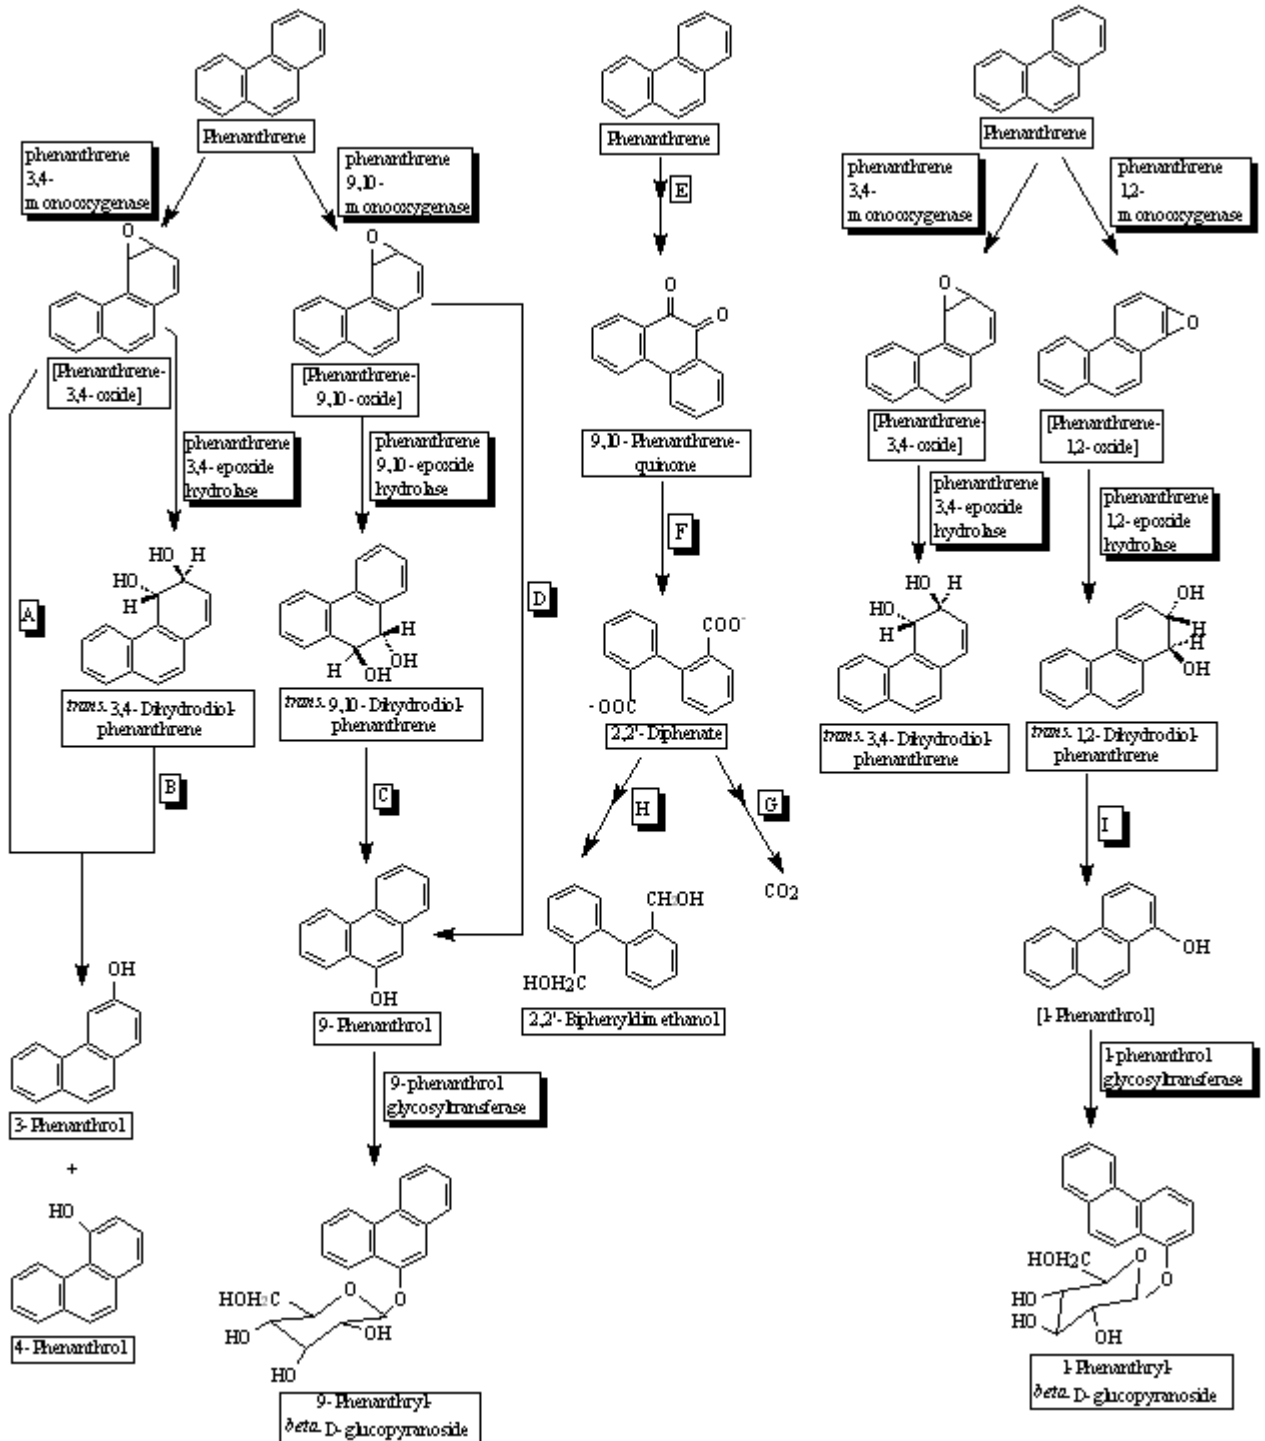 Phenanthrene
phenanthrene
3,4-
monooxygenase
phenanthrene
9,10-
monooxygenase
O
[Phenanthrene-
3,4-oxide]
O
[Phenanthrene-
9,10-oxide]
phenanthrene
3,4-epoxide
hydrolase
phenanthrene
9,10-epoxide
hydrolase
HO H
HO
H
trans-3,4-Dihydrodiol-
phenanthrene
H
OH
H OH
trans-9,10-Dihydrodiol-
phenanthrene
A
B
C
D
OH
3-Phenanthrol
+
HO
4-Phenanthrol
OH
9-Phenanthrol
9-phenanthrol
glycosyltransferase
HOH2C
O
O
HO
OH
HO
9-Phenanthryl-
beta-D-glucopyranoside
Phenanthrene
E
O
O
9,10-Phenanthrene-
quinone
F
COO-
-OOC
2,2'-Diphenate
H
G
CO2
CH2OH
HOH2C
2,2'-Biphenyldimethanol
Phenanthrene
phenanthrene
3,4-
monooxygenase
phenanthrene
1,2-
monooxygenase
O
[Phenanthrene-
3,4-oxide]
O
[Phenanthrene-
1,2-oxide]
phenanthrene
3,4-epoxide
hydrolase
phenanthrene
1,2-epoxide
hydrolase
HO H
HO
H
trans-3,4-Dihydrodiol-
phenanthrene
OH
H
H
OH
trans-1,2-Dihydrodiol-
phenanthrene
I
OH
[1-Phenanthrol]
1-phenanthrol
glycosyltransferase
HOH2C
O
O
HO
HO
OH
1-Phenanthryl-
beta-D-glucopyranoside